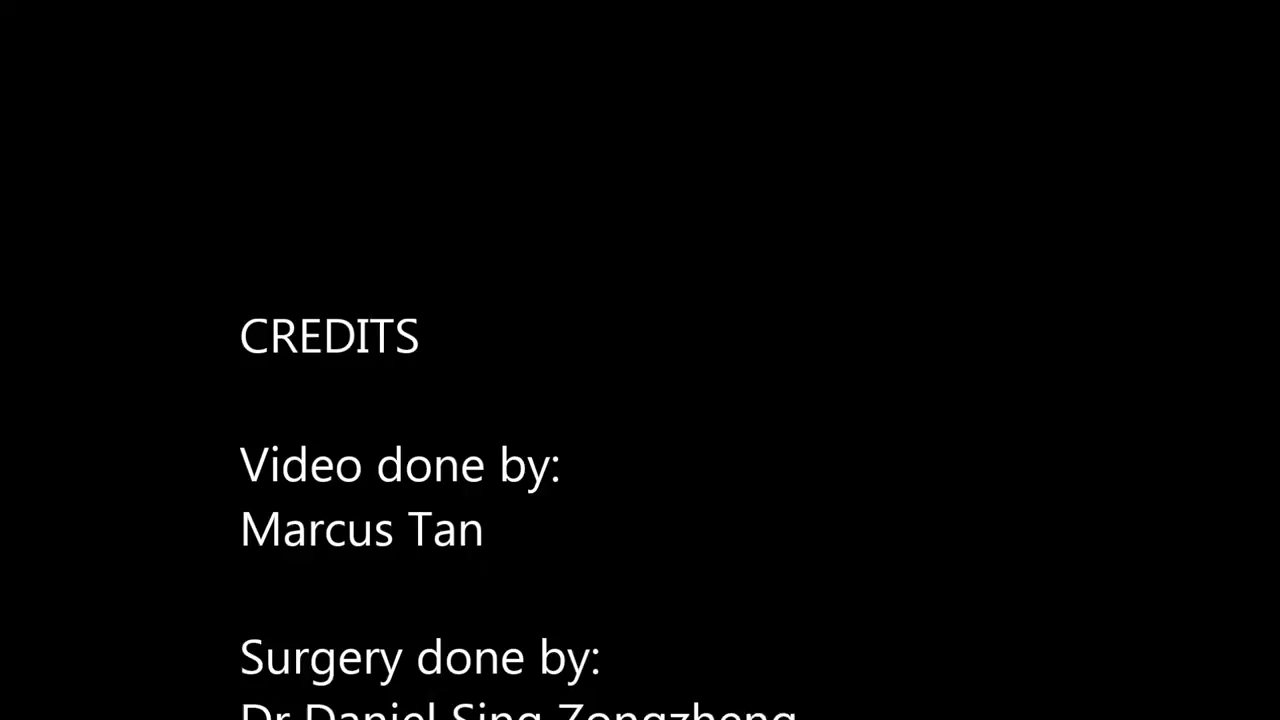 CREDITS
Video done by:
Marcus Tan
Surgery done by:
Dr Daniel Sing Zongzheng